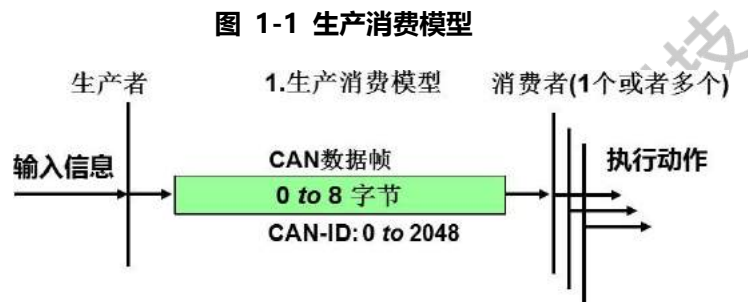 图 1-1 生产消费模型
技
生产者
1.生产消费模型
消费者(1个或者多个)
输入信息
CAN数据帧
执行动作
0 to 8 字节
CAN-ID: 0 to 2048